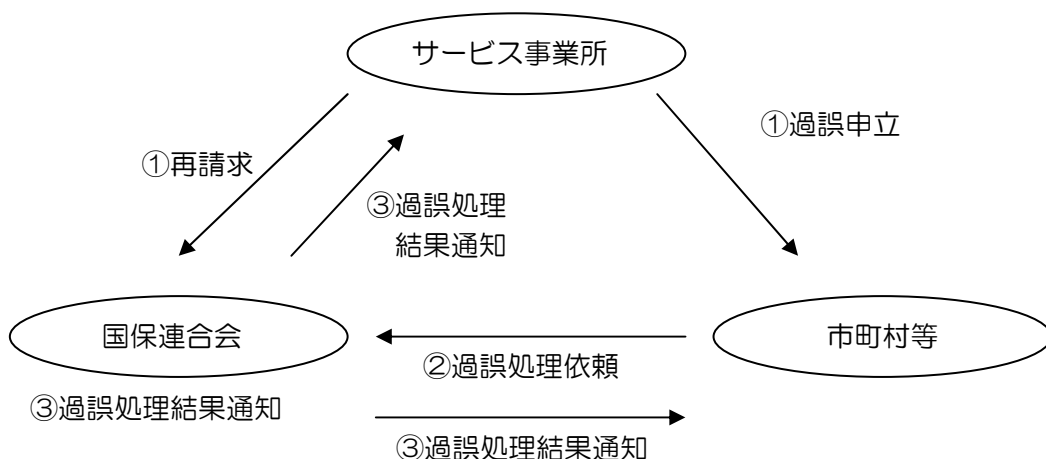 サービス事業所
①過誤申立
①再請求
③過誤処理
結果通知
国保連合会
市町村等
②過誤処理依頼
③過誤処理結果通知
③過誤処理結果通知